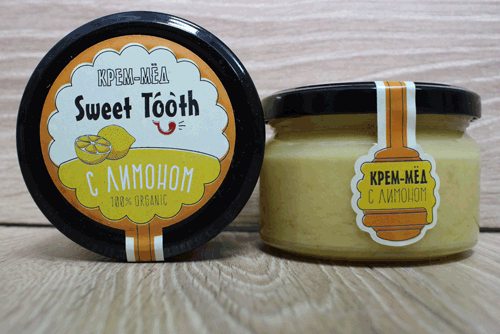 КРЕМ-МЁД
Sweet Tooth
С ЛИМОНОМ
100% ORGANIC
КРЕМ-МЁД
С ЛИМОНОМ